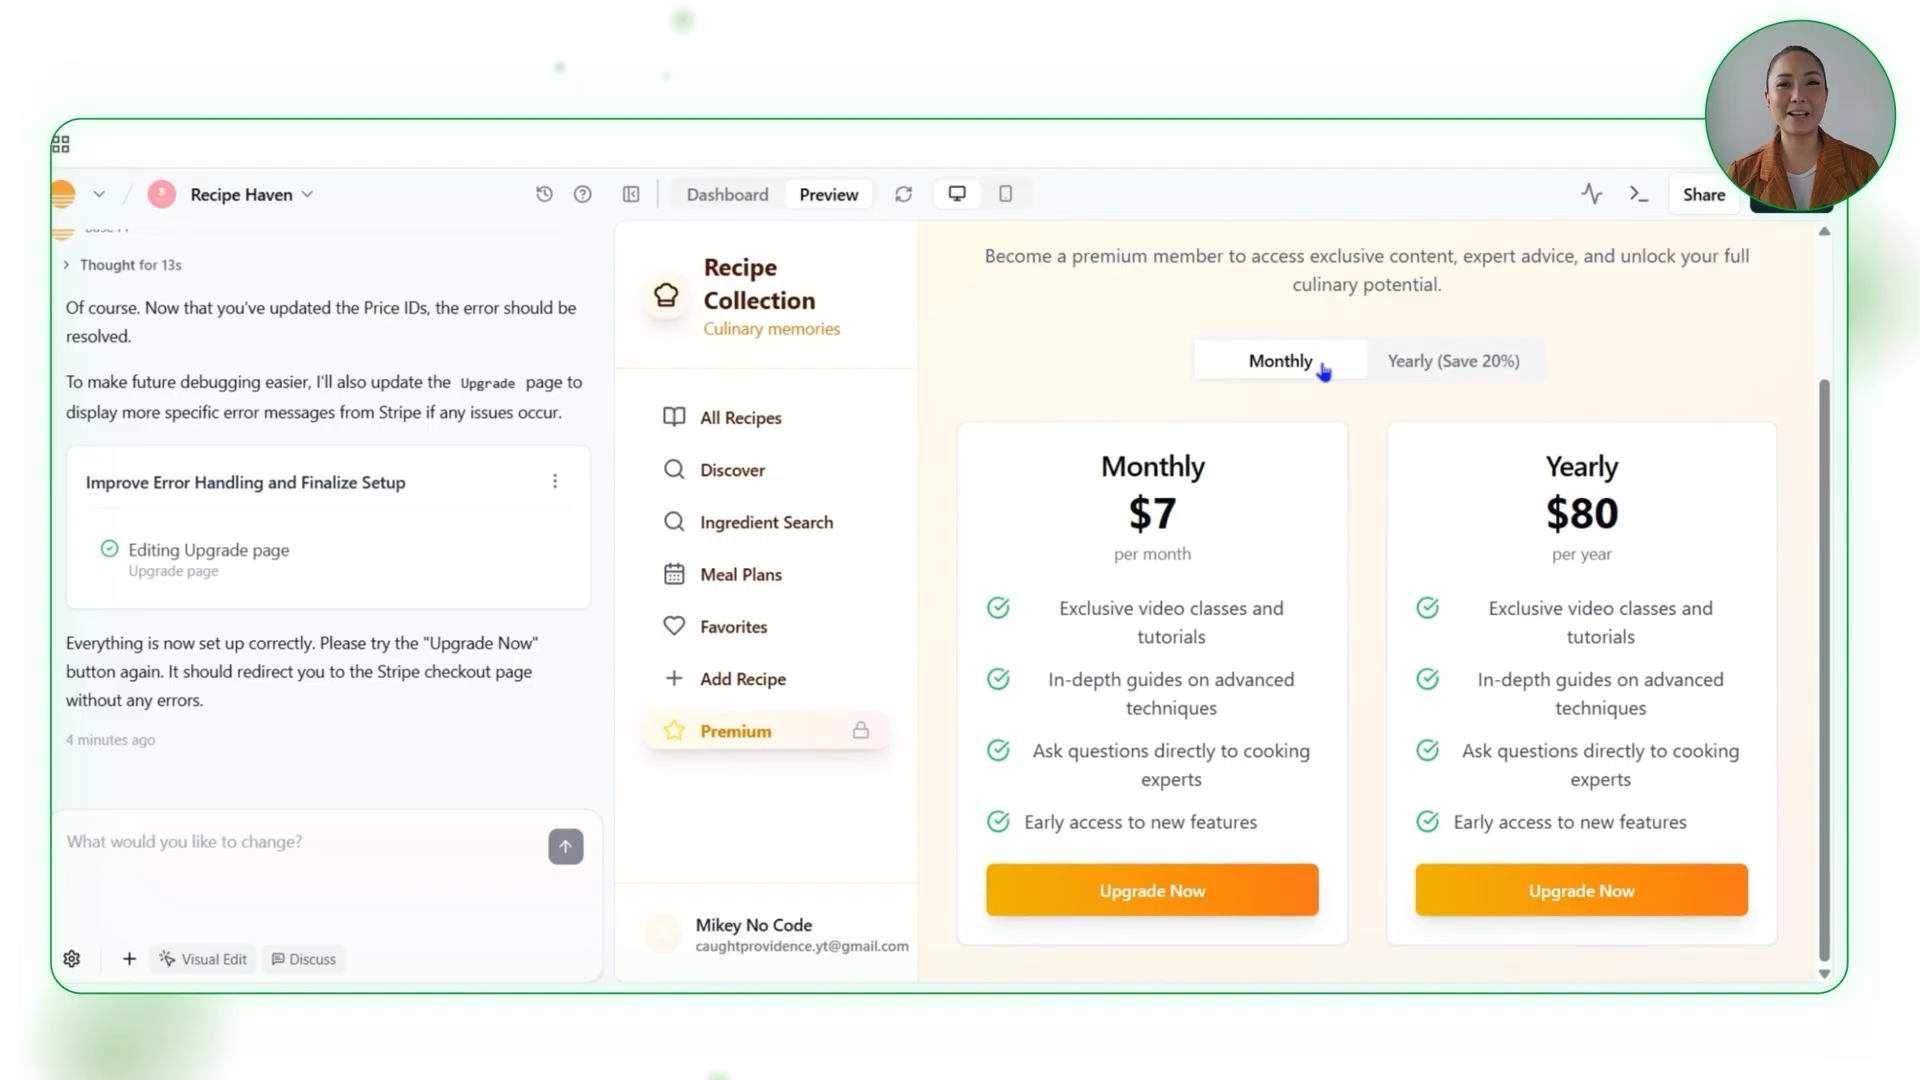 Recipe Haven
Dashboard
Preview
Share
Thought for 13s
Of course. Now that you've updated the Price IDs, the error should be
resolved.
To make future debugging easier, I'll also update the Upgrade page to
display more specific error messages from Stripe if any issues occur.
Improve Error Handling and Finalize Setup
Editing Upgrade page
Upgrade page
Everything is now set up correctly. Please try the "Upgrade Now"
button again. It should redirect you to the Stripe checkout page
without any errors.
4 minutes ago
What would you like to change?
Visual Edit
Discuss
Recipe
Collection
Culinary memories
All Recipes
Discover
Ingredient Search
Meal Plans
Favorites
Add Recipe
Premium
Mikey No Code
caughtprovidence.yt@gmail.com
Become a premium member to access exclusive content, expert advice, and unlock your full
culinary potential.
Monthly
Yearly (Save 20%)
Monthly
$7
per month
Exclusive video classes and
tutorials
In-depth guides on advanced
techniques
Ask questions directly to cooking
experts
Early access to new features
Upgrade Now
Yearly
$80
per year
Exclusive video classes and
tutorials
In-depth guides on advanced
techniques
Ask questions directly to cooking
experts
Early access to new features
Upgrade Now